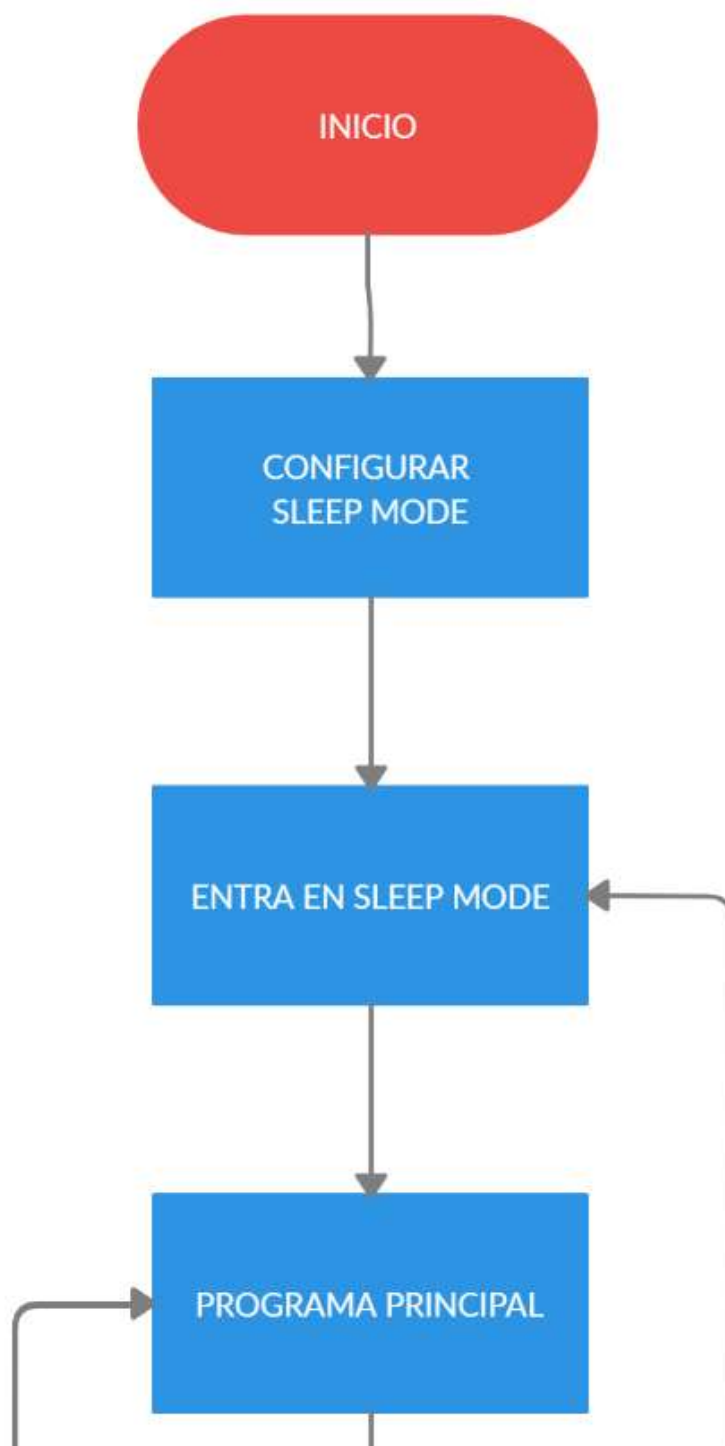 INICIO
CONFIGURAR
SLEEP MODE
ENTRA EN SLEEP MODE
PROGRAMA PRINCIPAL